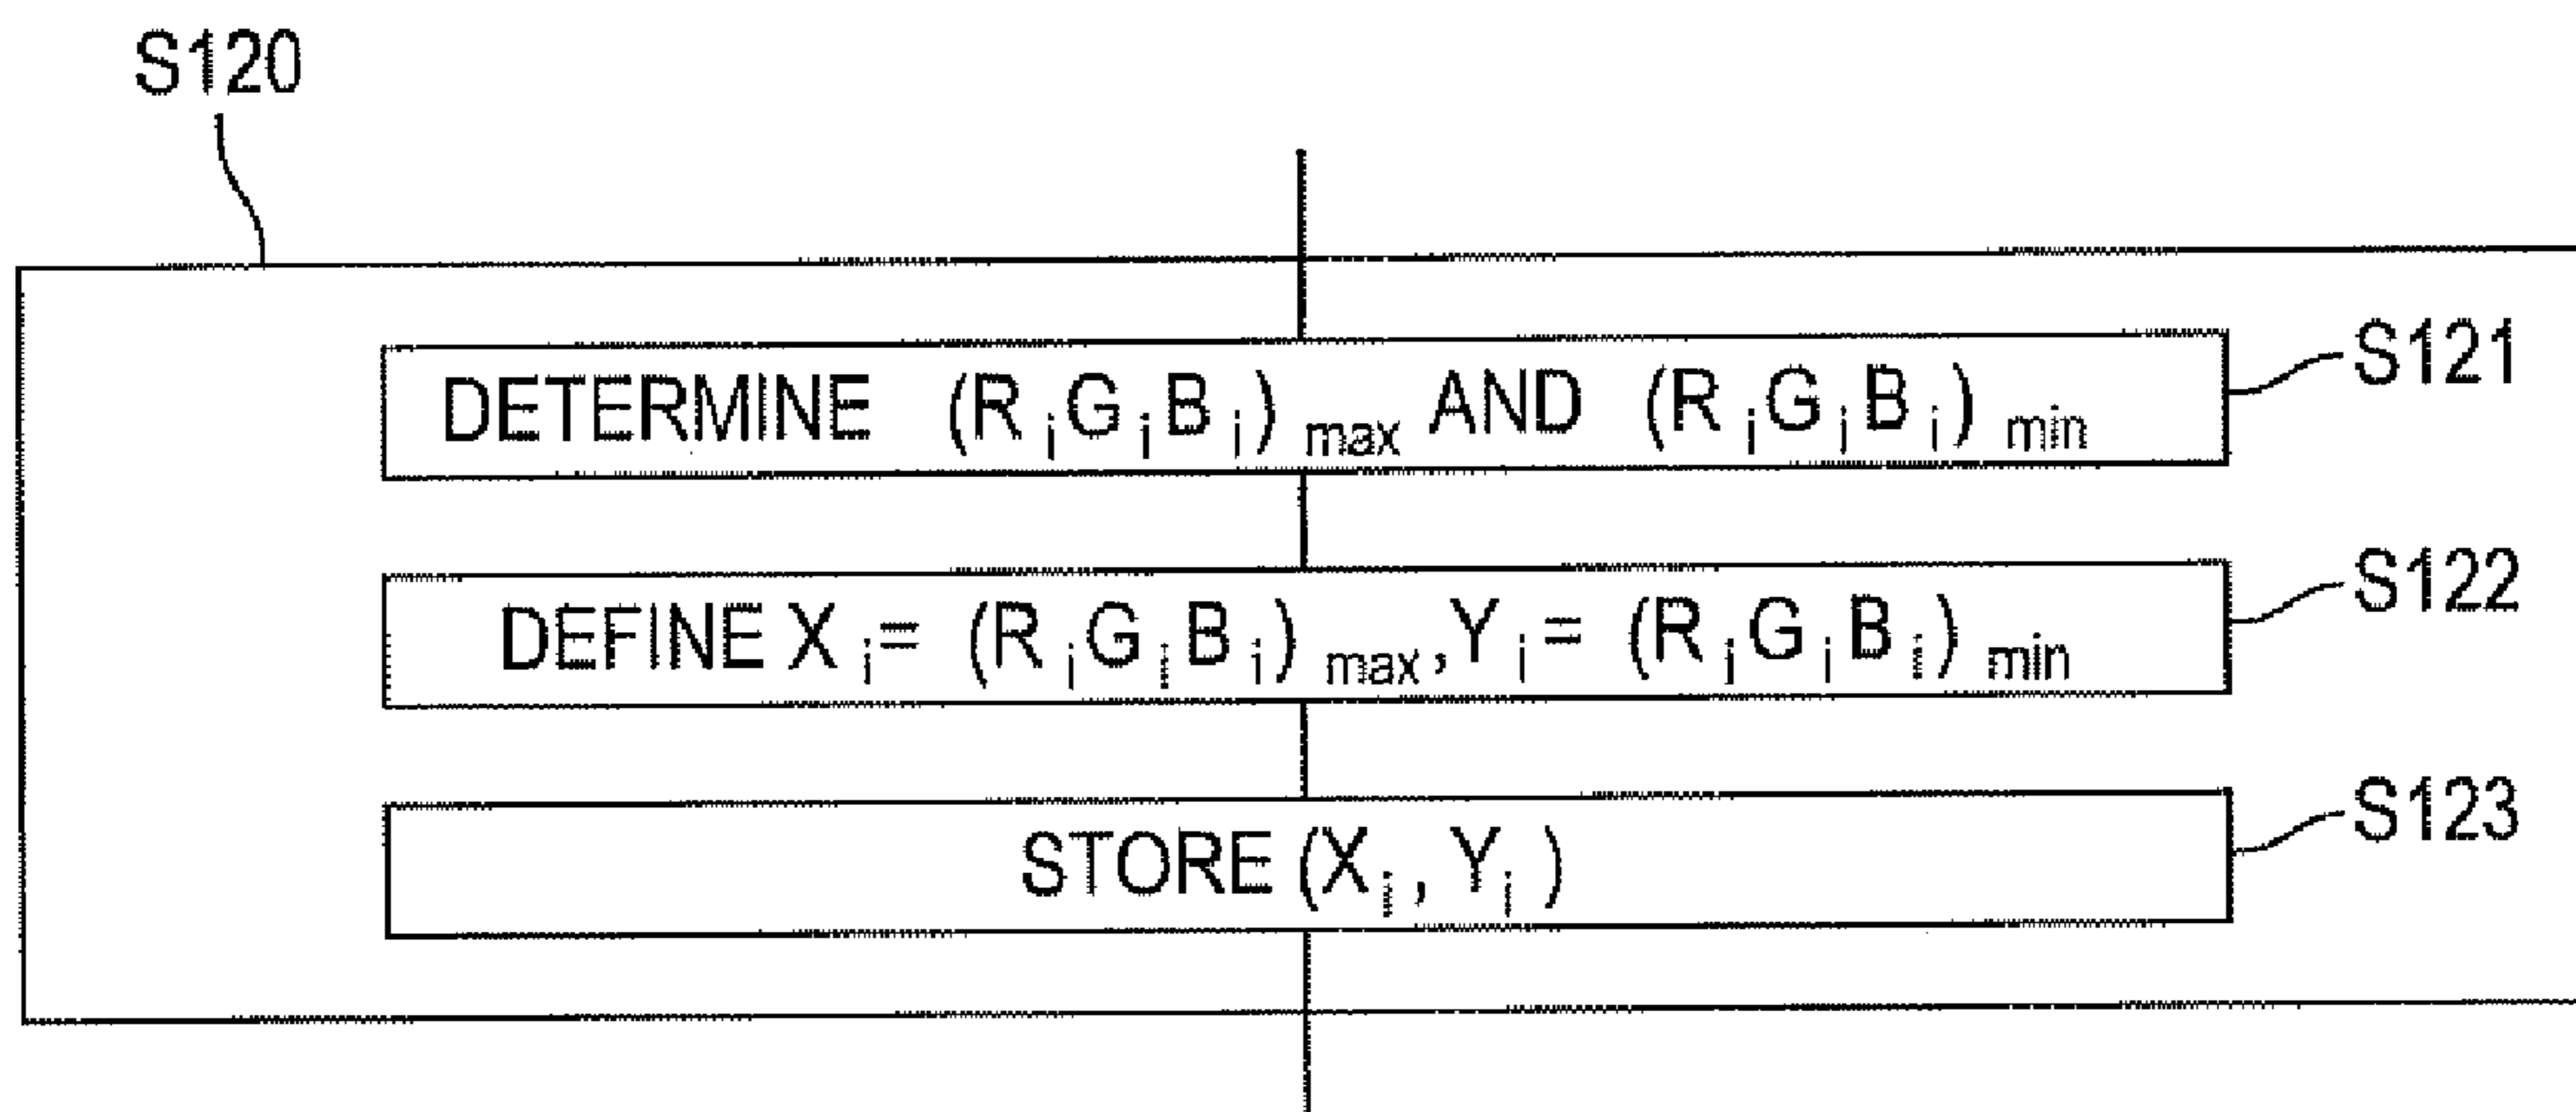 S120
DETERMINE (RiGiBi)max AND (RiGiBi)min
S121
DEFINE Xi= (RiGiBi)max, Yi= (RiGiBi)min
S122
STORE (Xi, Yi)
S123